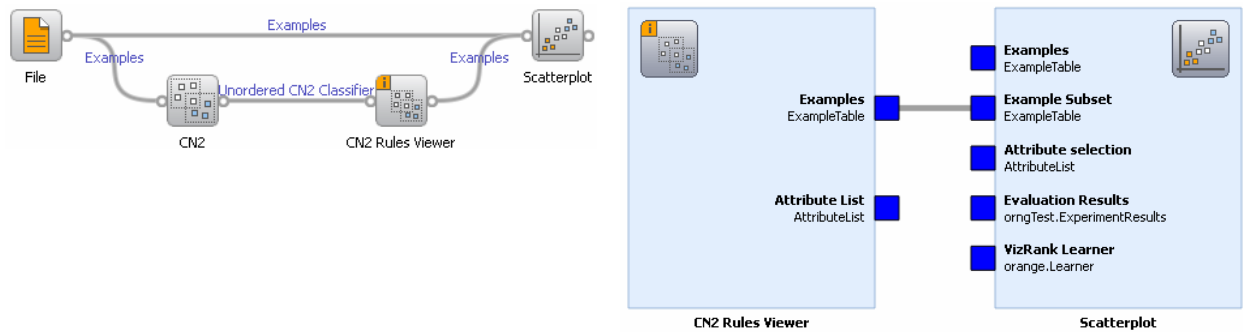 Examples
File
Examples
Examples
Scatterplot
Unordered CN2 Classifier
CN2
CN2 Rules Viewer
i
i
Examples
ExampleTable
Attribute List
AttributeList
CN2 Rules Viewer
Examples
ExampleTable
Example Subset
ExampleTable
Attribute selection
AttributeList
Evaluation Results
orngTest.ExperimentResults
VizRank Learner
orange.Learner
Scatterplot